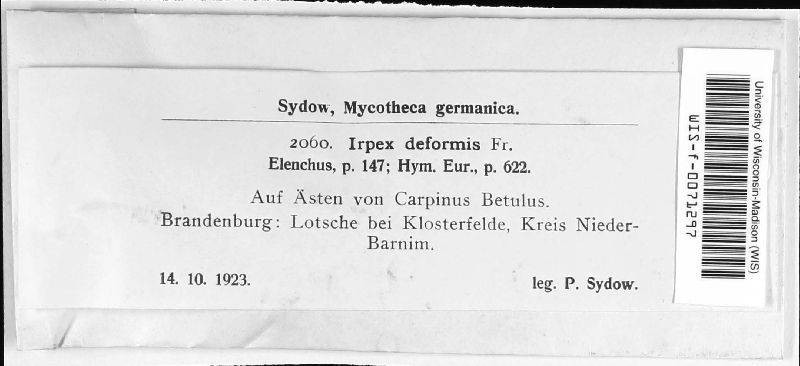 Sydow, Mycotheca germanica.
2060. Irpex deformis Fr.
Elenchus, p. 147; Hym. Eur., p. 622.
Auf Ästen von Carpinus Betulus.
Brandenburg: Lotsche bei Klosterfelde, Kreis Nieder-
Barnim.
14. 10. 1923. leg. P. Sydow.
University of Wisconsin-Madison (WIS)
WIS-f-0071297